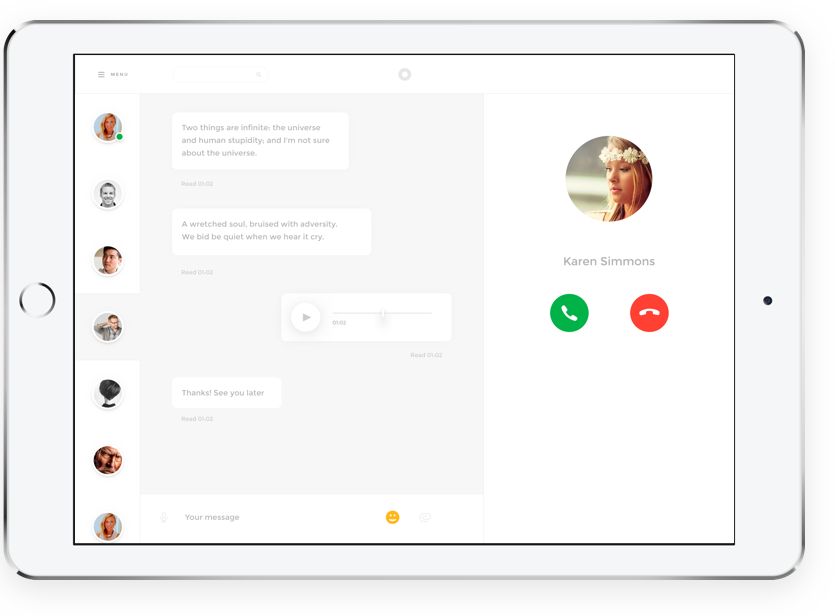 MENU
Two things are infinite: the universe
and human stupidity; and I'm not sure
about the universe.
Read 01:02
A wretched soul, bruised with adversity.
We bid be quiet when we hear it cry.
Read 01:02
01:02
Read 01:02
Thanks! See you later
Read 01:02
Your message
Karen Simmons